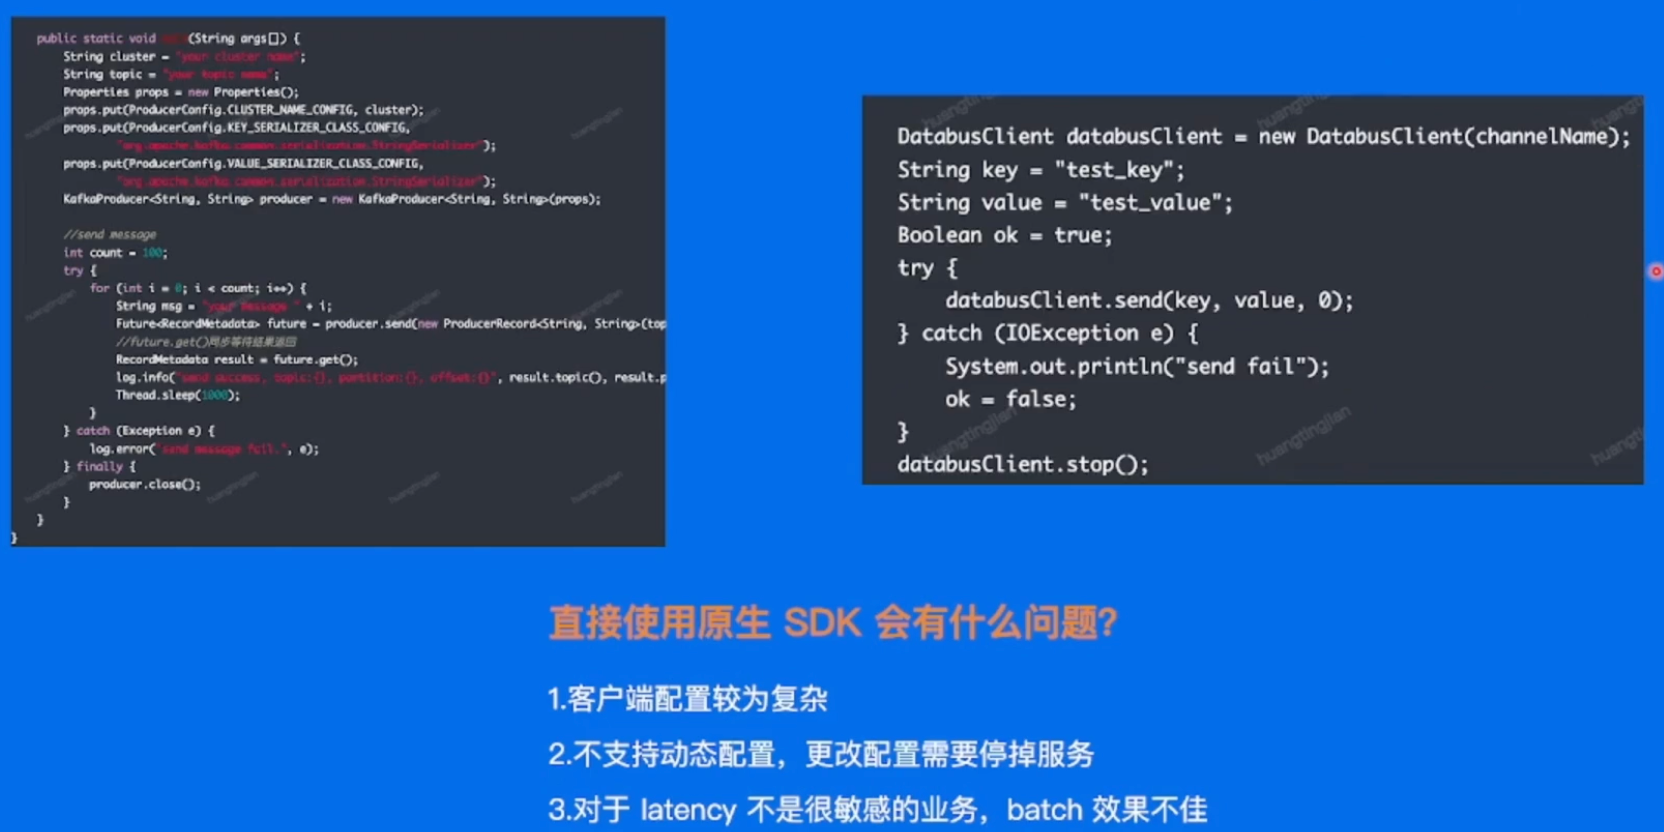 public static void (String args[]) {
String cluster = "your cluster name";
String topic = "your topic name";
Properties props = new Properties();
props.put(ProducerConfig.CLUSTER_NAME_CONFIG, cluster);
props.put(ProducerConfig.KEY_SERIALIZER_CLASS_CONFIG,
"org.apache.kafka.common.serialization.StringSerializer");
props.put(ProducerConfig.VALUE_SERIALIZER_CLASS_CONFIG,
"org.apache.kafka.common.serialization.StringSerializer");
KafkaProducer<String, String> producer = new KafkaProducer<String, String>(props);
//send message
int count = 100;
try {
for (int i = 0; i < count; i++) {
String msg = "your message " + i;
Future<RecordMetadata> future = producer.send(new ProducerRecord<String, String>(top
//future.get()同步等待结果返回
RecordMetadata result = future.get();
log.info("send success, topic:{}, partition:{}, offset:{}", result.topic(), result.p
Thread.sleep(1000);
}
} catch (Exception e) {
log.error("send message fail.", e);
} finally {
producer.close();
}
}
}
DatabusClient databusClient = new DatabusClient(channelName);
String key = "test_key";
String value = "test_value";
Boolean ok = true;
try {
databusClient.send(key, value, 0);
} catch (IOException e) {
System.out.println("send fail");
ok = false;
}
databusClient.stop();
huangtingjian
直接使用原生 SDK 会有什么问题?
1.客户端配置较为复杂
2.不支持动态配置，更改配置需要停掉服务
3.对于 latency 不是很敏感的业务，batch 效果不佳